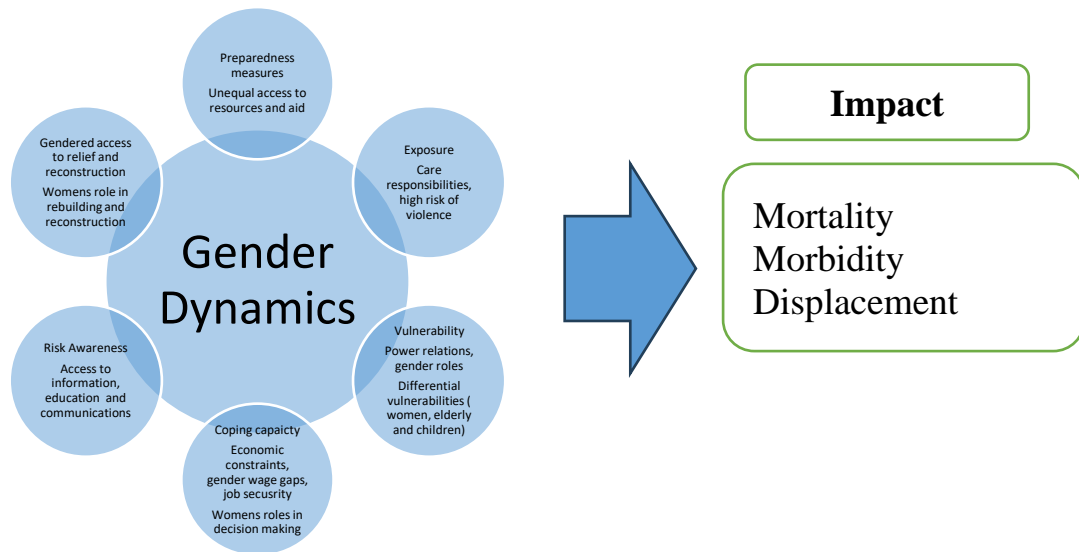 Preparedness
measures
Unequal access to
resources and aid
Exposure
Care
responsibilities,
high risk of
violence
Vulnerability
Power relations,
gender roles
Differential
vulnerabilities (
women, elderly
and children)
Coping capaicty
Economic
constraints,
gender wage gaps,
job secusrity
Womens roles in
decision making
Risk Awareness
Access to
information,
education and
communications
Gendered access
to relief and
reconstruction
Womens role in
rebuilding and
reconstruction
Gender
Dynamics
Impact
Mortality
Morbidity
Displacement